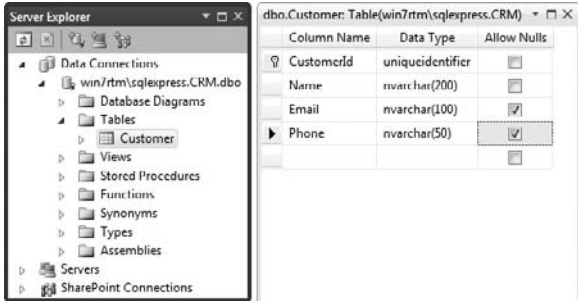 Server Explorer
Data Connections
win7rtm\sqlexpress.CRM.dbo
Database Diagrams
Tables
Customer
Views
Stored Procedures
Functions
Synonyms
Types
Assemblies
Servers
SharePoint Connections
dbo.Customer: Table(win7rtm\sqlexpress.CRM)
Column Name Data Type Allow Nulls
CustomerId uniqueidentifier
Name nvarchar(200)
Email nvarchar(100)
Phone nvarchar(50)